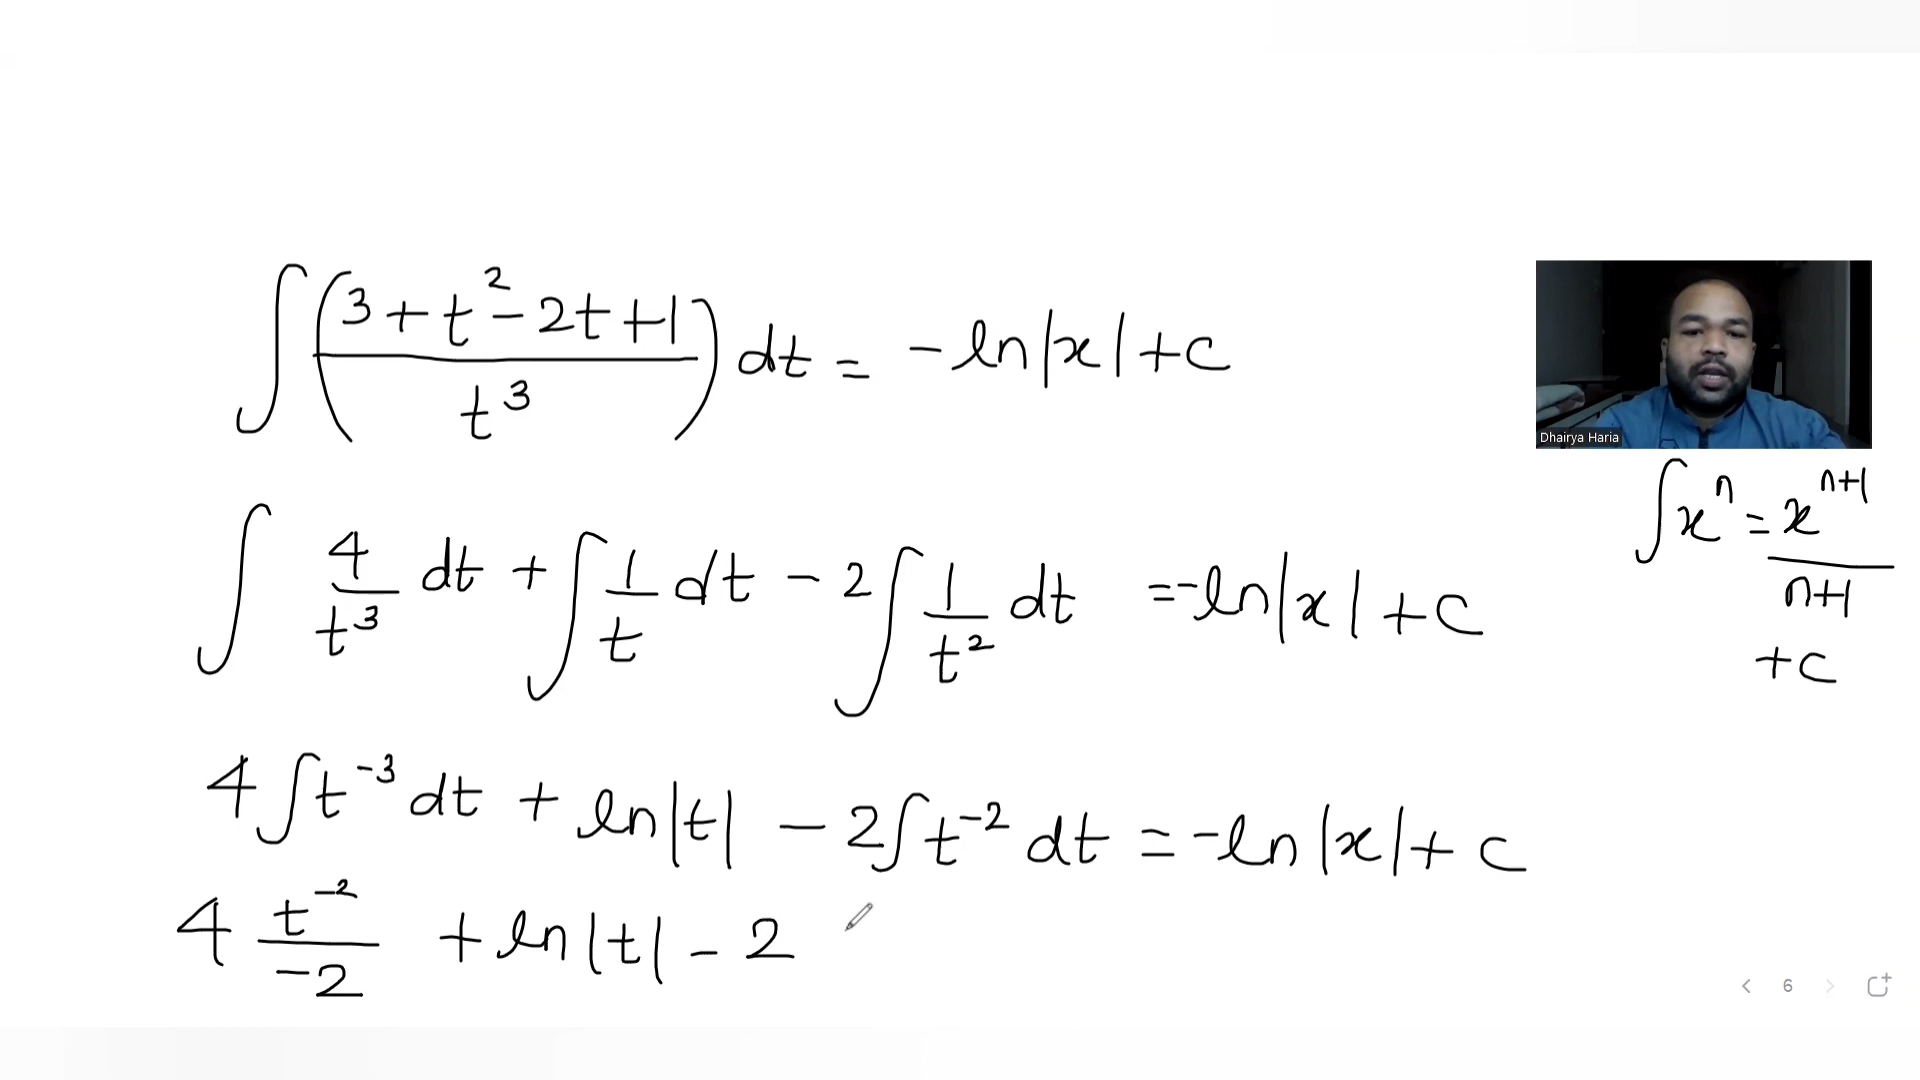 ∫ ((3 + t² - 2t + 1) / t³) dt = - ln|x| + c
Dhairya Haria
∫ xⁿ = xⁿ⁺¹ / n+1
+ c
∫ 4/t³ dt + ∫ 1/t dt - 2 ∫ 1/t² dt = - ln|x| + c
4 ∫ t⁻³ dt + ln|t| - 2 ∫ t⁻² dt = - ln|x| + c
4 t⁻² / -2 + ln|t| - 2
6